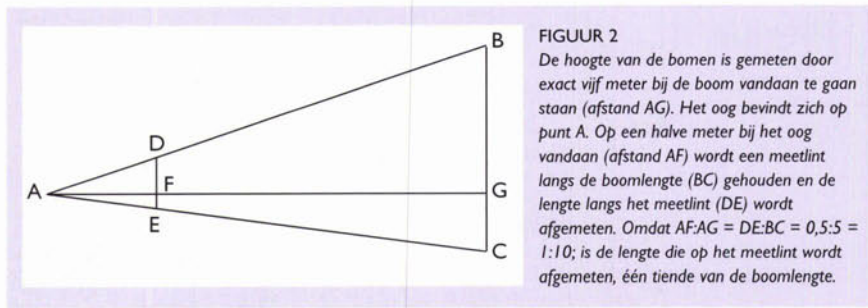 B
D
A
F
G
E
C
FIGUUR 2
De hoogte van de bomen is gemeten door
exact vijf meter bij de boom vandaan te gaan
staan (afstand AG). Het oog bevindt zich op
punt A. Op een halve meter bij het oog
vandaan (afstand AF) wordt een meetlint
langs de boomlengte (BC) gehouden en de
lengte langs het meetlint (DE) wordt
afgemeten. Omdat AF:AG = DE:BC = 0,5:5 =
1:10; is de lengte die op het meetlint wordt
afgemeten, één tiende van de boomlengte.